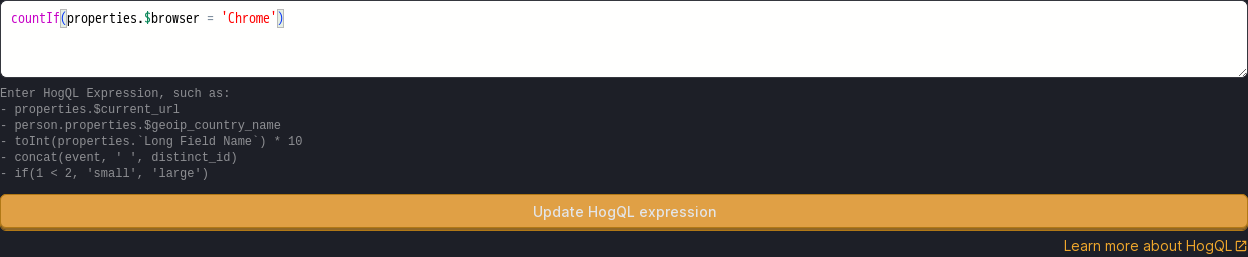 countIf(properties.$browser = 'Chrome')
Enter HogQL Expression, such as:
- properties.$current_url
- person.properties.$geoip_country_name
- toInt(properties.`Long Field Name`) * 10
- concat(event, ' ', distinct_id)
- if(1 < 2, 'small', 'large')
Update HogQL expression
Learn more about HogQL